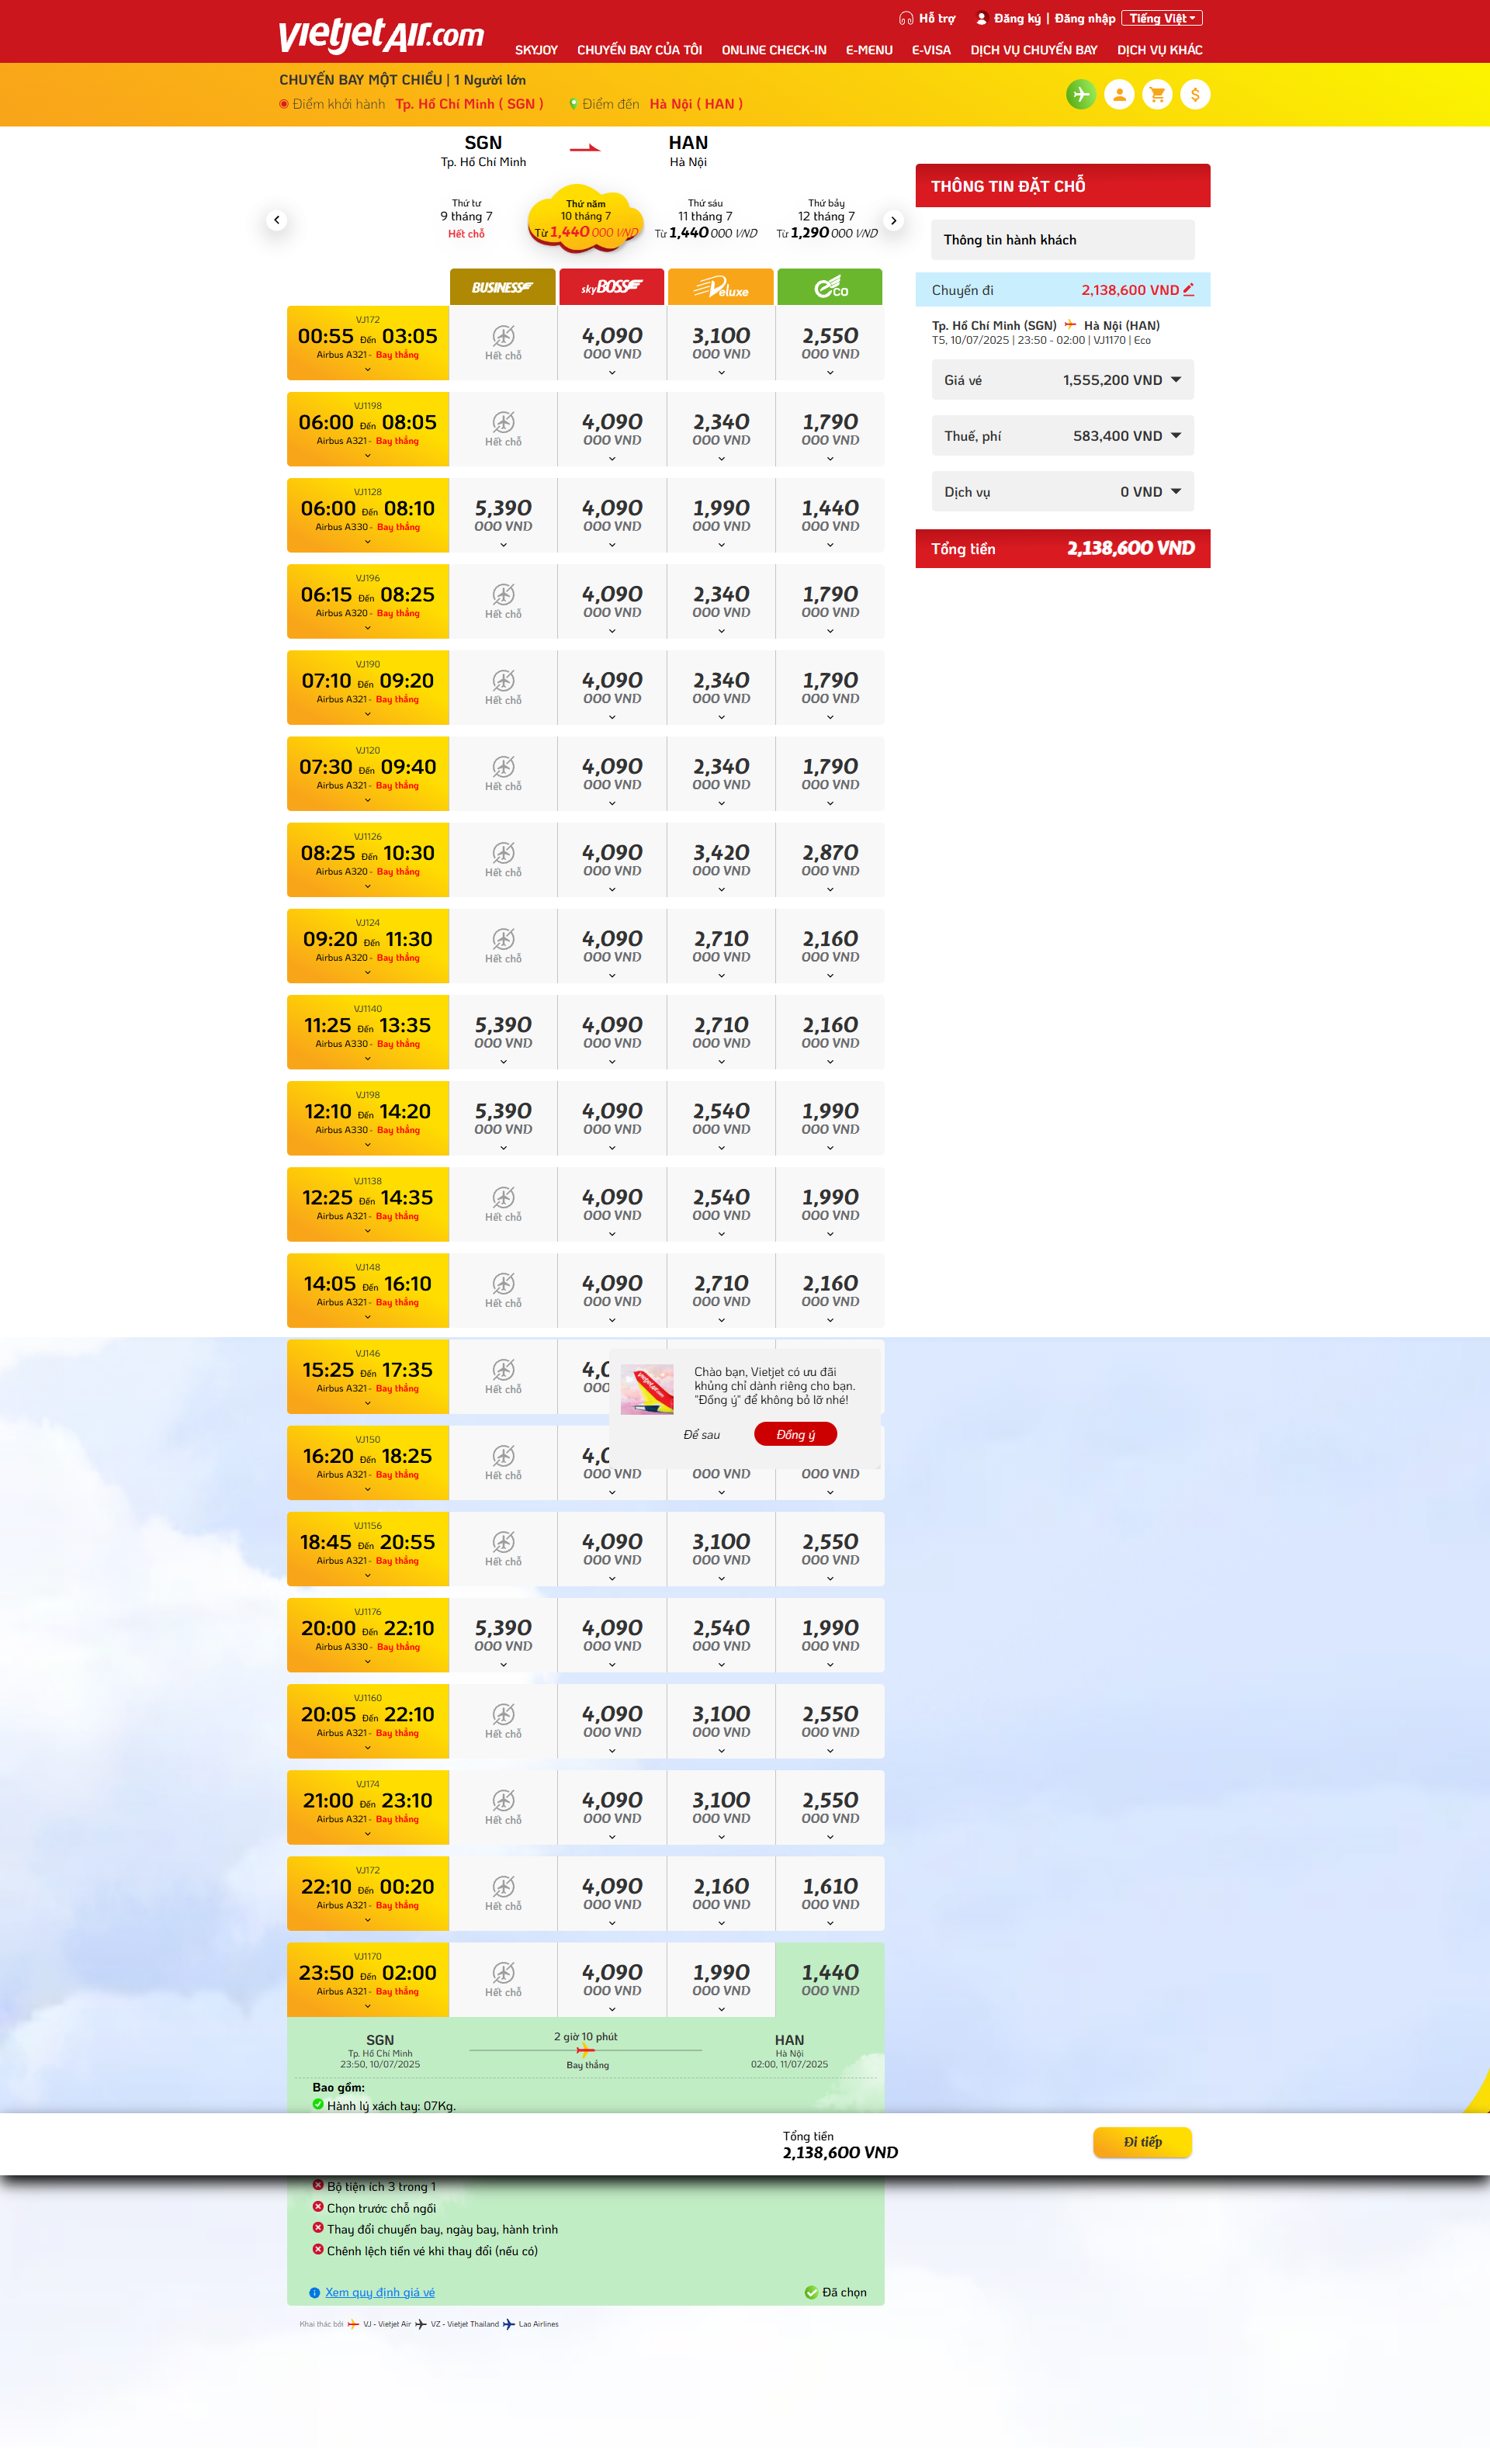 vietjetAir.com
Hỗ trợ
Đăng ký | Đăng nhập
Tiếng Việt
SKYJOY CHUYẾN BAY CỦA TÔI ONLINE CHECK-IN E-MENU E-VISA DỊCH VỤ CHUYẾN BAY DỊCH VỤ KHÁC
CHUYẾN BAY MỘT CHIỀU | 1 Người lớn
Điểm khởi hành Tp. Hồ Chí Minh ( SGN ) Điểm đến Hà Nội ( HAN )
SGN HAN
Tp. Hồ Chí Minh Hà Nội
Thứ tư
9 tháng 7
Hết chỗ
Thứ năm
10 tháng 7
Từ 1,440 000 VND
Thứ sáu
11 tháng 7
Từ 1,440 000 VND
Thứ bảy
12 tháng 7
Từ 1,290 000 VND
BUSINESS skyBOSS Deluxe eco
VJ172
00:55 Đến 03:05 4,090 3,100 2,550
Airbus A321 - Bay thẳng Hết chỗ 000 VND 000 VND 000 VND
VJ1198
06:00 Đến 08:05 4,090 2,340 1,790
Airbus A321 - Bay thẳng Hết chỗ 000 VND 000 VND 000 VND
VJ1128
06:00 Đến 08:10 5,390 4,090 1,990 1,440
Airbus A330 - Bay thẳng 000 VND 000 VND 000 VND 000 VND
VJ196
06:15 Đến 08:25 4,090 2,340 1,790
Airbus A320 - Bay thẳng Hết chỗ 000 VND 000 VND 000 VND
VJ190
07:10 Đến 09:20 4,090 2,340 1,790
Airbus A321 - Bay thẳng Hết chỗ 000 VND 000 VND 000 VND
VJ120
07:30 Đến 09:40 4,090 2,340 1,790
Airbus A321 - Bay thẳng Hết chỗ 000 VND 000 VND 000 VND
VJ1126
08:25 Đến 10:30 4,090 3,420 2,870
Airbus A320 - Bay thẳng Hết chỗ 000 VND 000 VND 000 VND
VJ124
09:20 Đến 11:30 4,090 2,710 2,160
Airbus A320 - Bay thẳng Hết chỗ 000 VND 000 VND 000 VND
VJ1140
11:25 Đến 13:35 5,390 4,090 2,710 2,160
Airbus A330 - Bay thẳng 000 VND 000 VND 000 VND 000 VND
VJ198
12:10 Đến 14:20 5,390 4,090 2,540 1,990
Airbus A330 - Bay thẳng 000 VND 000 VND 000 VND 000 VND
VJ1138
12:25 Đến 14:35 4,090 2,540 1,990
Airbus A321 - Bay thẳng Hết chỗ 000 VND 000 VND 000 VND
VJ148
14:05 Đến 16:10 4,090 2,710 2,160
Airbus A321 - Bay thẳng Hết chỗ 000 VND 000 VND 000 VND
VJ146
15:25 Đến 17:35
Airbus A321 - Bay thẳng Hết chỗ
Chào bạn, Vietjet có ưu đãi
khủng chỉ dành riêng cho bạn.
"Đồng ý" để không bỏ lỡ nhé!
Để sau Đồng ý
VJ150
16:20 Đến 18:25
Airbus A321 - Bay thẳng Hết chỗ 000 VND 000 VND 000 VND
VJ1156
18:45 Đến 20:55 4,090 3,100 2,550
Airbus A321 - Bay thẳng Hết chỗ 000 VND 000 VND 000 VND
VJ1176
20:00 Đến 22:10 5,390 4,090 2,540 1,990
Airbus A330 - Bay thẳng 000 VND 000 VND 000 VND 000 VND
VJ1160
20:05 Đến 22:10 4,090 3,100 2,550
Airbus A321 - Bay thẳng Hết chỗ 000 VND 000 VND 000 VND
VJ174
21:00 Đến 23:10 4,090 3,100 2,550
Airbus A321 - Bay thẳng Hết chỗ 000 VND 000 VND 000 VND
VJ172
22:10 Đến 00:20 4,090 2,160 1,610
Airbus A321 - Bay thẳng Hết chỗ 000 VND 000 VND 000 VND
VJ1170
23:50 Đến 02:00 4,090 1,990 1,440
Airbus A321 - Bay thẳng Hết chỗ 000 VND 000 VND 000 VND
SGN 2 giờ 10 phút HAN
Tp. Hồ Chí Minh Hà Nội
23:50, 10/07/2025 Bay thẳng 02:00, 11/07/2025
Bao gồm:
Hành lý xách tay: 07Kg.
Bộ tiện ích 3 trong 1
Chọn trước chỗ ngồi
Thay đổi chuyến bay, ngày bay, hành trình
Chênh lệch tiền vé khi thay đổi (nếu có)
Xem quy định giá vé Đã chọn
Khai thác bởi VJ - Vietjet Air VZ - Vietjet Thailand Lao Airlines
THÔNG TIN ĐẶT CHỖ
Thông tin hành khách
Chuyến đi 2,138,600 VND
Tp. Hồ Chí Minh (SGN) Hà Nội (HAN)
T5, 10/07/2025 | 23:50 - 02:00 | VJ1170 | Eco
Giá vé 1,555,200 VND
Thuế, phí 583,400 VND
Dịch vụ 0 VND
Tổng tiền 2,138,600 VND
Tổng tiền
2,138,600 VND
Đi tiếp